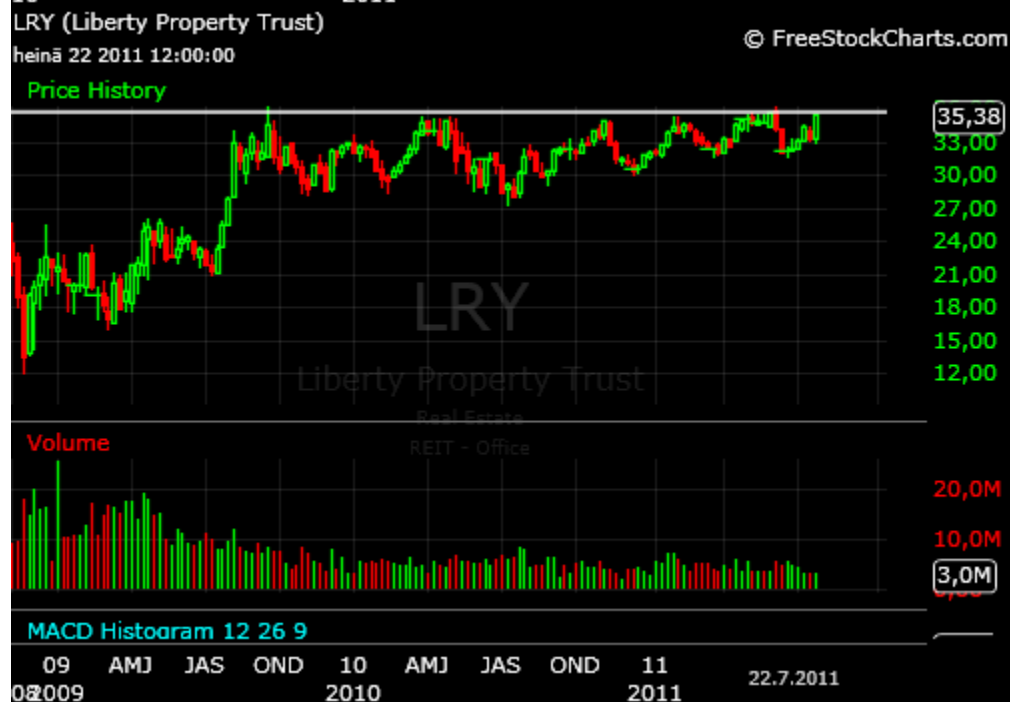 2011
LRY (Liberty Property Trust)
heinä 22 2011 12:00:00
© FreeStockCharts.com
Price History
35,38
33,00
30,00
27,00
24,00
21,00
18,00
15,00
12,00
LRY
Liberty Property Trust
Real Estate
REIT - Office
Volume
20,0M
10,0M
3,0M
MACD Histogram 12 26 9
09 AMJ JAS OND 10 AMJ JAS OND 11
22.7.2011
2009 2010 2011